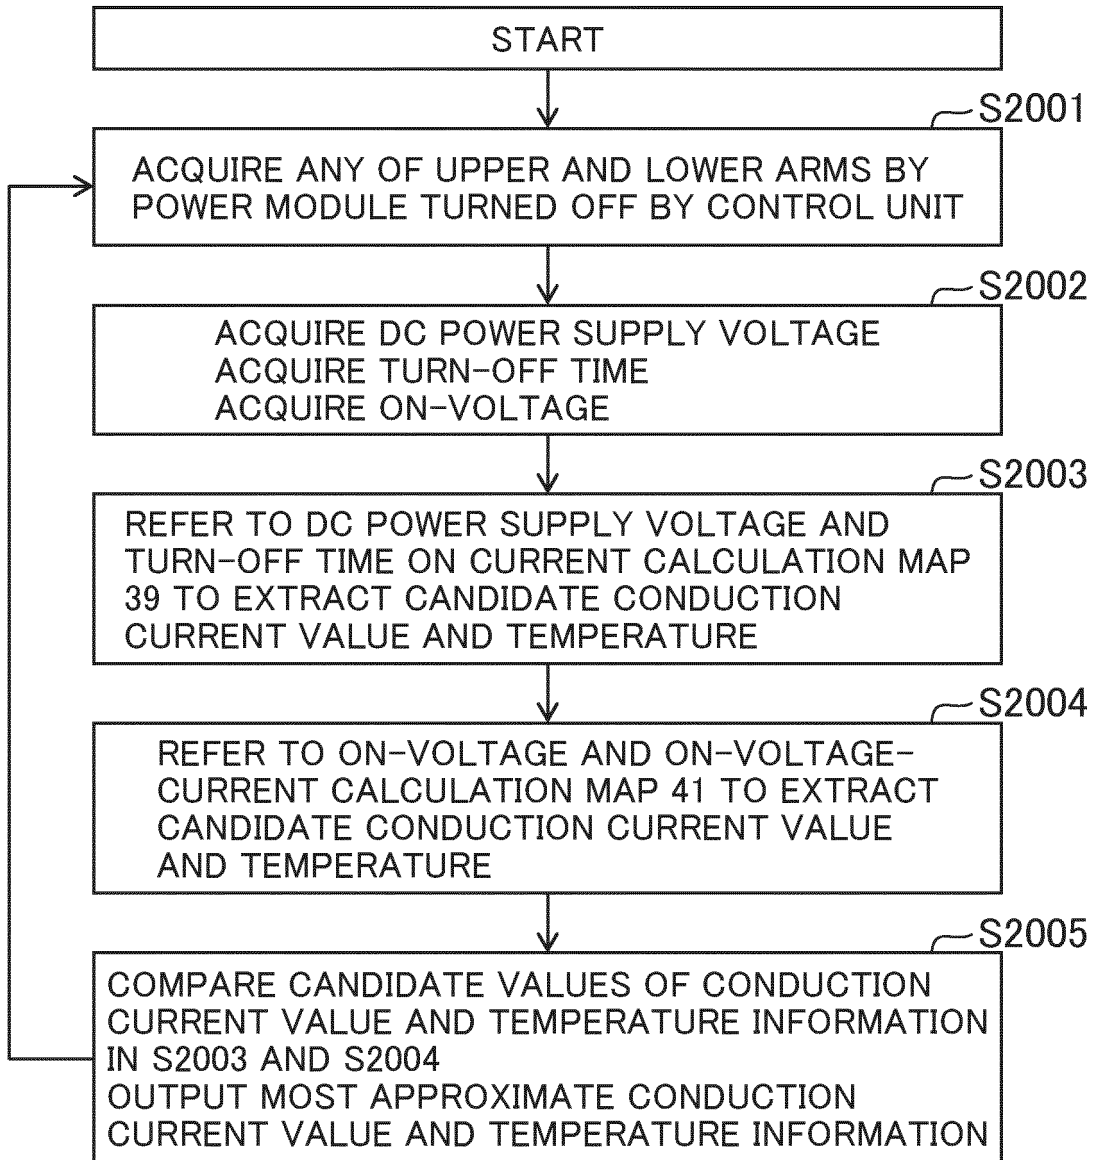 START
S2001
ACQUIRE ANY OF UPPER AND LOWER ARMS BY
POWER MODULE TURNED OFF BY CONTROL UNIT
S2002
ACQUIRE DC POWER SUPPLY VOLTAGE
ACQUIRE TURN-OFF TIME
ACQUIRE ON-VOLTAGE
S2003
REFER TO DC POWER SUPPLY VOLTAGE AND
TURN-OFF TIME ON CURRENT CALCULATION MAP
39 TO EXTRACT CANDIDATE CONDUCTION
CURRENT VALUE AND TEMPERATURE
S2004
REFER TO ON-VOLTAGE AND ON-VOLTAGE-
CURRENT CALCULATION MAP 41 TO EXTRACT
CANDIDATE CONDUCTION CURRENT VALUE
AND TEMPERATURE
S2005
COMPARE CANDIDATE VALUES OF CONDUCTION
CURRENT VALUE AND TEMPERATURE INFORMATION
IN S2003 AND S2004
OUTPUT MOST APPROXIMATE CONDUCTION
CURRENT VALUE AND TEMPERATURE INFORMATION